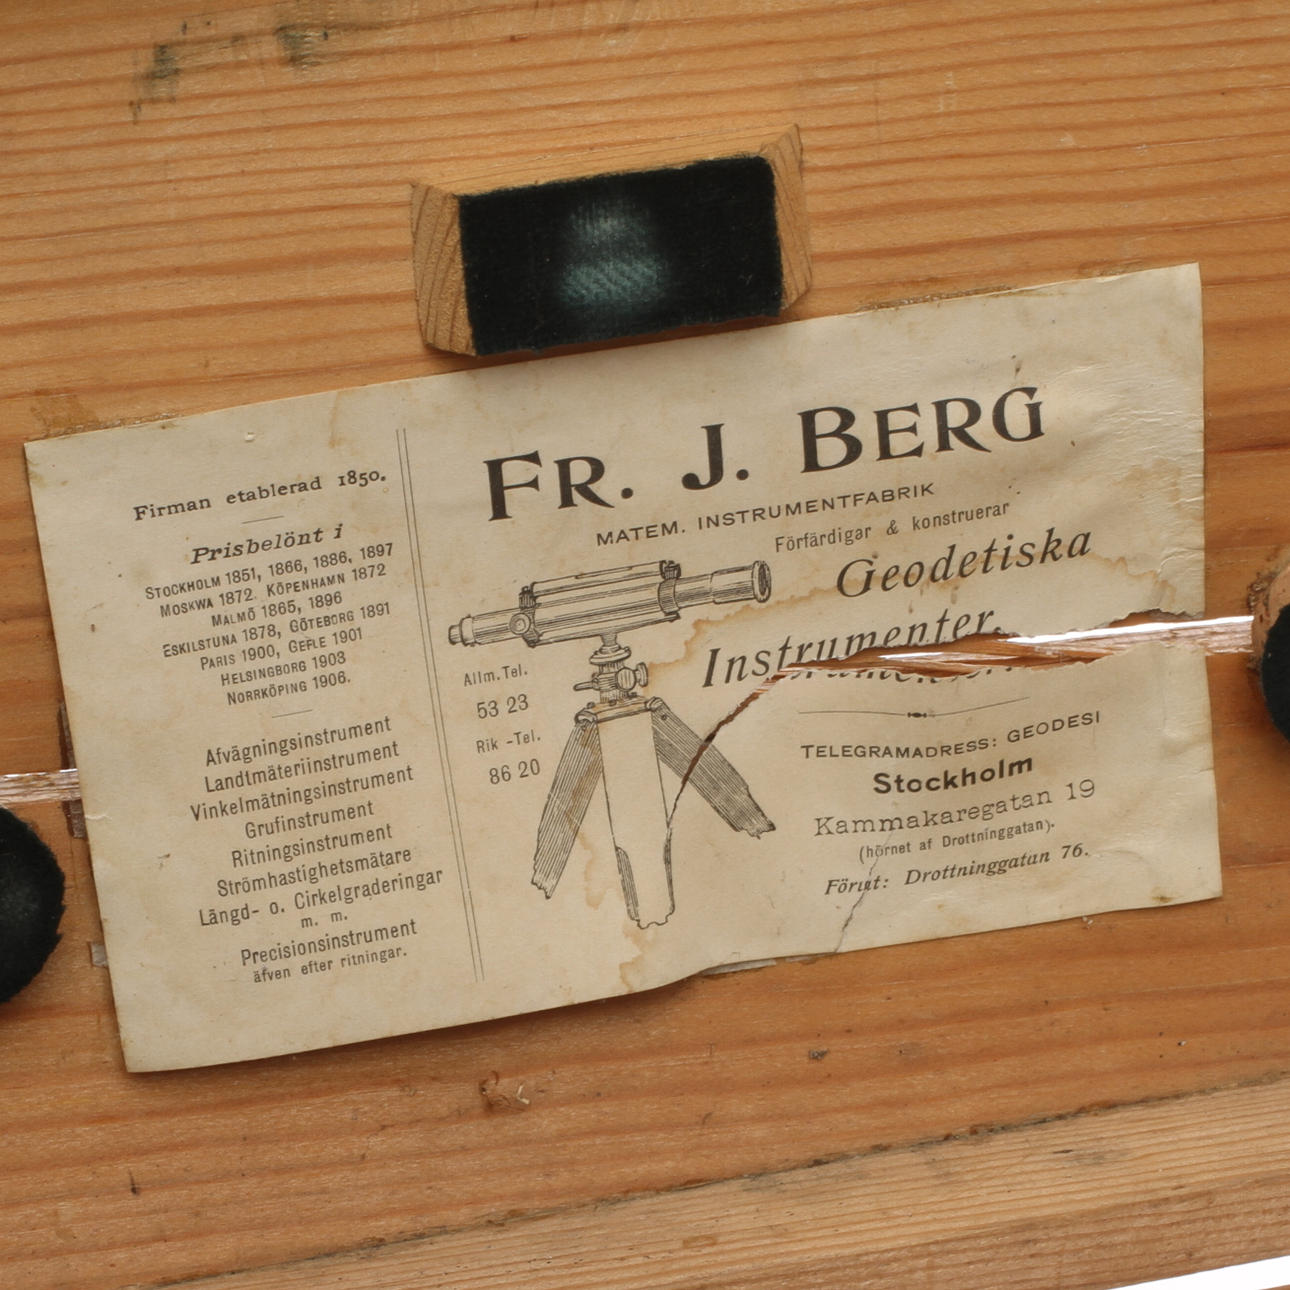 Firman etablerad 1850.
Prisbelönt i
STOCKHOLM 1851, 1866, 1886, 1897
MOSKWA 1872. KÖPENHAMN 1872
MALMÖ 1865, 1896
ESKILSTUNA 1878, GÖTEBORG 1891
PARIS 1900, GEFLE 1901
HELSINGBORG 1903
NORRKÖPING 1906.
Afvägningsinstrument
Landtmäteriinstrument
Vinkelmätningsinstrument
Grufinstrument
Ritningsinstrument
Strömhastighetsmätare
Längd- o. Cirkelgraderingar
m. m.
Precisionsinstrument
äfven efter ritningar.
FR. J. BERG
MATEM. INSTRUMENTFABRIK
Förfärdigar & konstruerar
Geodetiska
Instrumenter.
Allm.Tel.
53 23
Rik -Tel.
86 20
TELEGRAMADRESS: GEODESI
Stockholm
Kammakaregatan 19
(hörnet af Drottninggatan).
Förut: Drottninggatan 76.